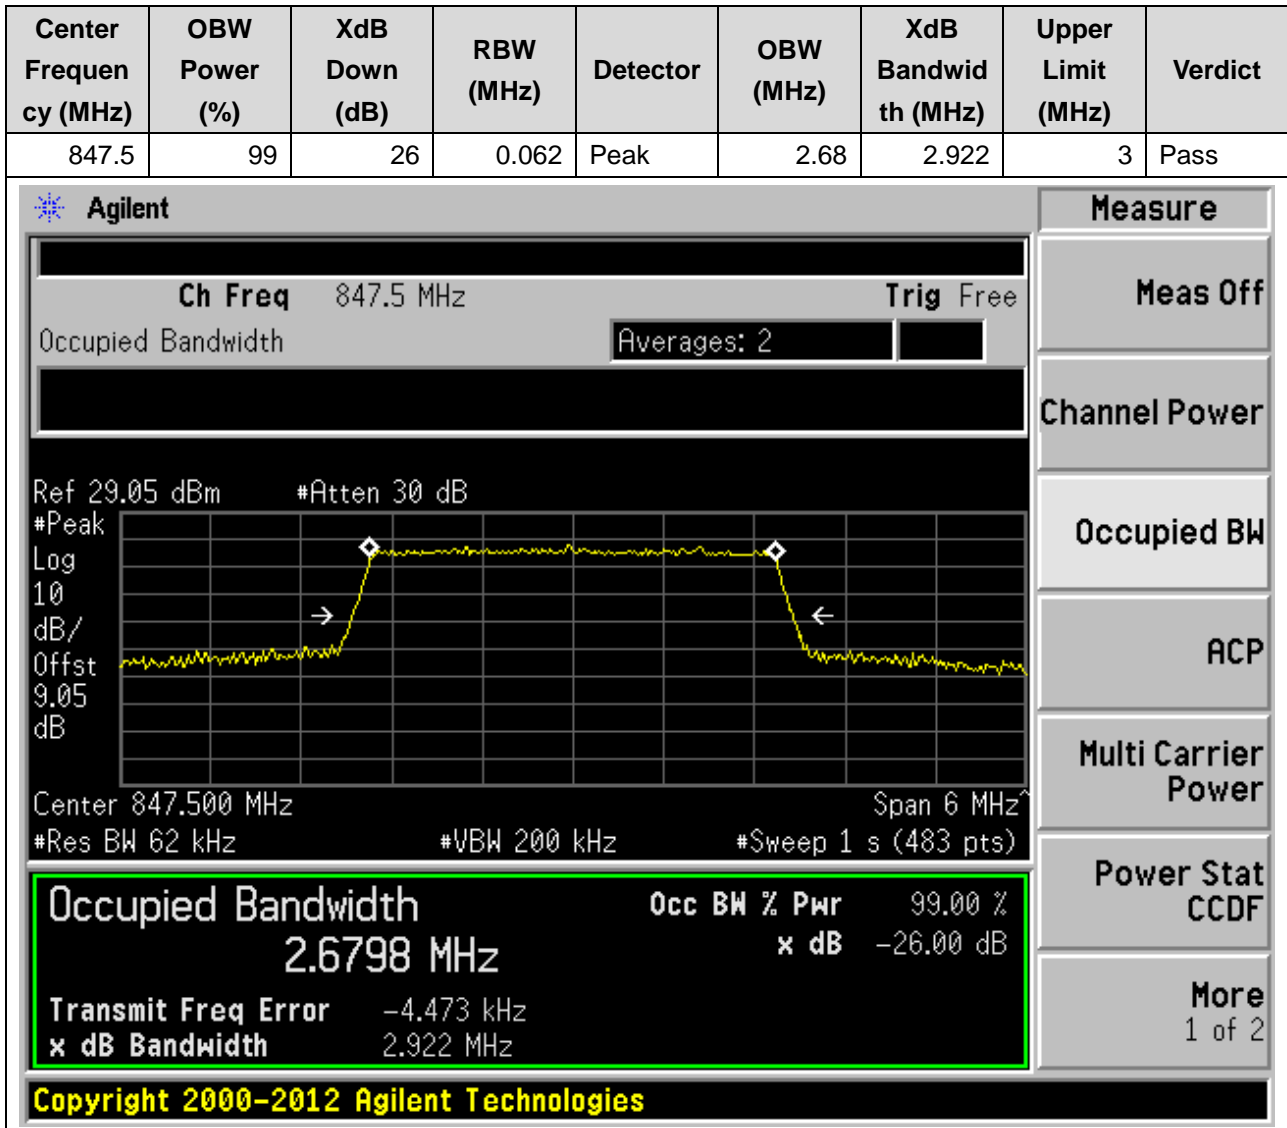 Center Frequen cy (MHz) OBW Power (%) XdB Down (dB) RBW (MHz) Detector OBW (MHz) XdB Bandwid th (MHz) Upper Limit (MHz) Verdict
847.5 99 26 0.062 Peak 2.68 2.922 3 Pass
Agilent
Ch Freq 847.5 MHz Trig Free
Occupied Bandwidth Averages: 2
Ref 29.05 dBm #Atten 30 dB
#Peak
Log
10
dB/
Offst
9.05
dB
Center 847.500 MHz Span 6 MHz^
#Res BW 62 kHz #VBW 200 kHz #Sweep 1 s (483 pts)
Occupied Bandwidth Occ BW % Pwr 99.00 %
2.6798 MHz x dB -26.00 dB
Transmit Freq Error -4.473 kHz
x dB Bandwidth 2.922 MHz
Measure
Meas Off
Channel Power
Occupied BW
ACP
Multi Carrier
Power
Power Stat
CCDF
More
1 of 2
Copyright 2000-2012 Agilent Technologies